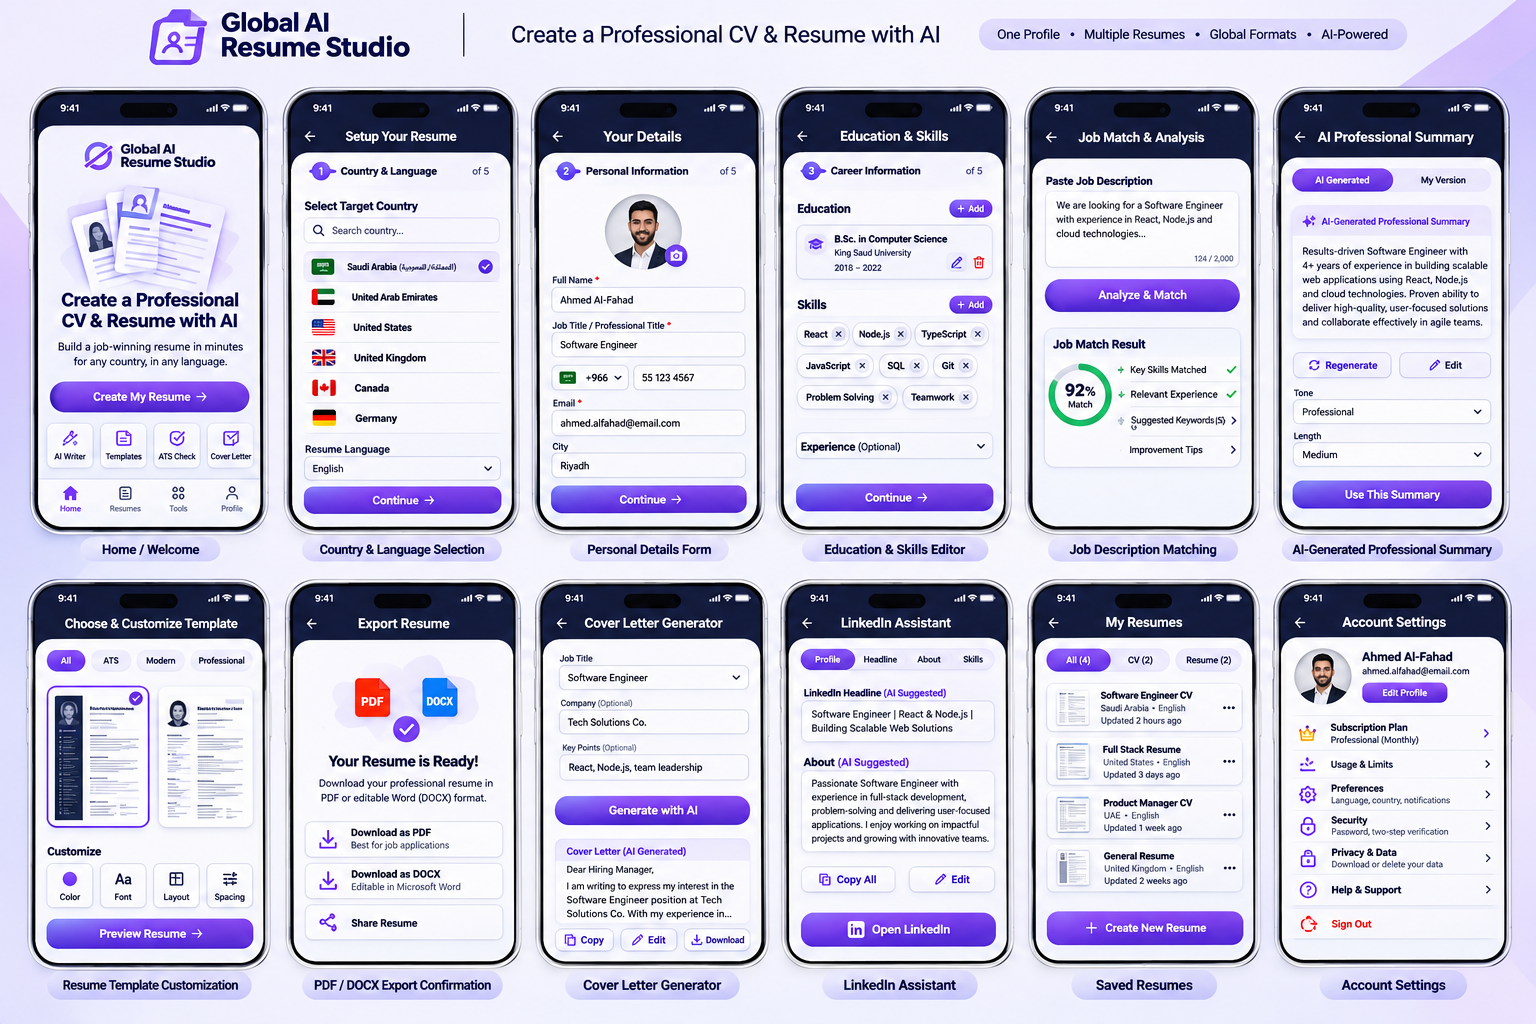 Global AI
Resume Studio
Create a Professional CV & Resume with AI
One Profile • Multiple Resumes • Global Formats • AI-Powered
9:41
Global AI
Resume Studio
Create a Professional
CV & Resume with AI
Build a job-winning resume in minutes
for any country, in any language.
Create My Resume →
AI Writer
Templates
ATS Check
Cover Letter
Home
Resumes
Tools
Profile
Home / Welcome
9:41
Setup Your Resume
1 Country & Language of 5
Select Target Country
Search country...
Saudi Arabia
United Arab Emirates
United States
United Kingdom
Canada
Germany
Resume Language
English
Continue →
Country & Language Selection
9:41
Your Details
2 Personal Information of 5
Full Name *
Ahmed Al-Fahad
Job Title / Professional Title *
Software Engineer
+966
55 123 4567
Email *
ahmed.alfahad@email.com
City
Riyadh
Continue →
Personal Details Form
9:41
Education & Skills
3 Career Information of 5
Education
+ Add
B.Sc. in Computer Science
King Saud University
2018 – 2022
Skills
+ Add
React ×
Node.js ×
TypeScript ×
JavaScript ×
SQL ×
Git ×
Problem Solving ×
Teamwork ×
Experience (Optional)
Continue →
Education & Skills Editor
9:41
Job Match & Analysis
Paste Job Description
We are looking for a Software Engineer
with experience in React, Node.js and
cloud technologies...
124 / 2,000
Analyze & Match
Job Match Result
92%
Match
Key Skills Matched
Relevant Experience
Suggested Keywords (5)
Improvement Tips
Job Description Matching
9:41
AI Professional Summary
AI Generated
My Version
AI-Generated Professional Summary
Results-driven Software Engineer with
4+ years of experience in building scalable
web applications using React, Node.js
and cloud technologies. Proven ability to
deliver high-quality, user-focused solutions
and collaborate effectively in agile teams.
Regenerate
Edit
Tone
Professional
Length
Medium
Use This Summary
AI-Generated Professional Summary
9:41
Choose & Customize Template
All
ATS
Modern
Professional
Customize
Color
Aa
Font
Layout
Spacing
Preview Resume →
Resume Template Customization
9:41
Export Resume
PDF
DOCX
Your Resume is Ready!
Download your professional resume in
PDF or editable Word (DOCX) format.
Download as PDF
Best for job applications
Download as DOCX
Editable in Microsoft Word
Share Resume
PDF / DOCX Export Confirmation
9:41
Cover Letter Generator
Job Title
Software Engineer
Company (Optional)
Tech Solutions Co.
Key Points (Optional)
React, Node.js, team leadership
Generate with AI
Cover Letter (AI Generated)
Dear Hiring Manager,
I am writing to express my interest in the
Software Engineer position at Tech
Solutions Co. With my experience in...
Copy
Edit
Download
Cover Letter Generator
9:41
LinkedIn Assistant
Profile
Headline
About
Skills
LinkedIn Headline (AI Suggested)
Software Engineer | React & Node.js |
Building Scalable Web Solutions
About (AI Suggested)
Passionate Software Engineer with
experience in full-stack development,
problem-solving and delivering user-focused
applications. I enjoy working on impactful
projects and growing with innovative teams.
Copy All
Edit
in Open LinkedIn
LinkedIn Assistant
9:41
My Resumes
All (4)
CV (2)
Resume (2)
Software Engineer CV
Saudi Arabia • English
Updated 2 hours ago
Full Stack Resume
United States • English
Updated 3 days ago
Product Manager CV
UAE • English
Updated 1 week ago
General Resume
United Kingdom • English
Updated 2 weeks ago
+ Create New Resume
Saved Resumes
9:41
Account Settings
Ahmed Al-Fahad
ahmed.alfahad@email.com
Edit Profile
Subscription Plan
Professional (Monthly)
Usage & Limits
Preferences
Language, country, notifications
Security
Password, two-step verification
Privacy & Data
Download or delete your data
Help & Support
Sign Out
Account Settings